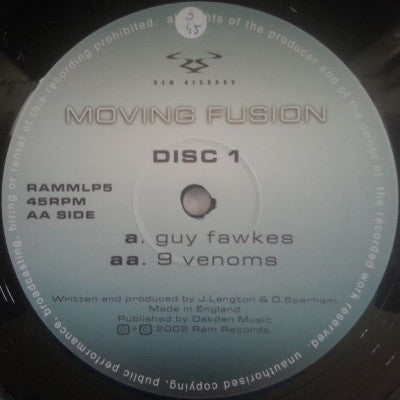 all rights of the producer and of the owner of the recorded work reserved. unauthorised copying, public performance, broadcasting, hiring or rental of this recording prohibited.
RAM RECORDS
MOVING FUSION
DISC 1
RAMMLP5
45RPM
AA SIDE
a. guy fawkes
aa. 9 venoms
Written and produced by J.Langton & D.Sparham.
Made in England
Published by Oakden Music
© + ℗ 2002 Ram Records